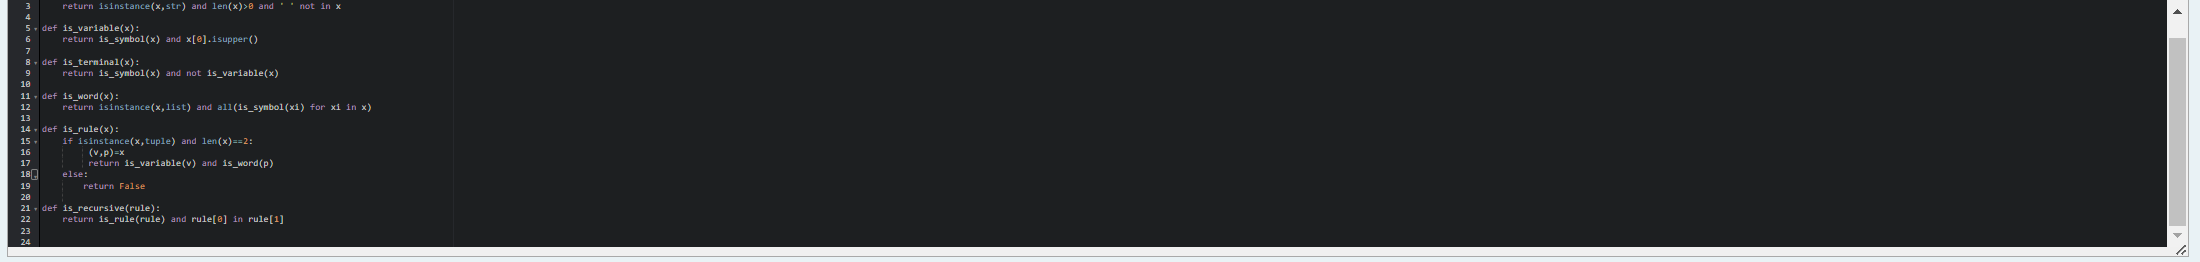 3 return isinstance(x,str) and len(x)>0 and ' ' not in x
4
5 def is_variable(x):
6 return is_symbol(x) and x[0].isupper()
7
8 def is_terminal(x):
9 return is_symbol(x) and not is_variable(x)
10
11 def is_word(x):
12 return isinstance(x,list) and all(is_symbol(xi) for xi in x)
13
14 def is_rule(x):
15 if isinstance(x,tuple) and len(x)==2:
16 (v,p)=x
17 return is_variable(v) and is_word(p)
18 else:
19 return False
20
21 def is_recursive(rule):
22 return is_rule(rule) and rule[0] in rule[1]
23
24